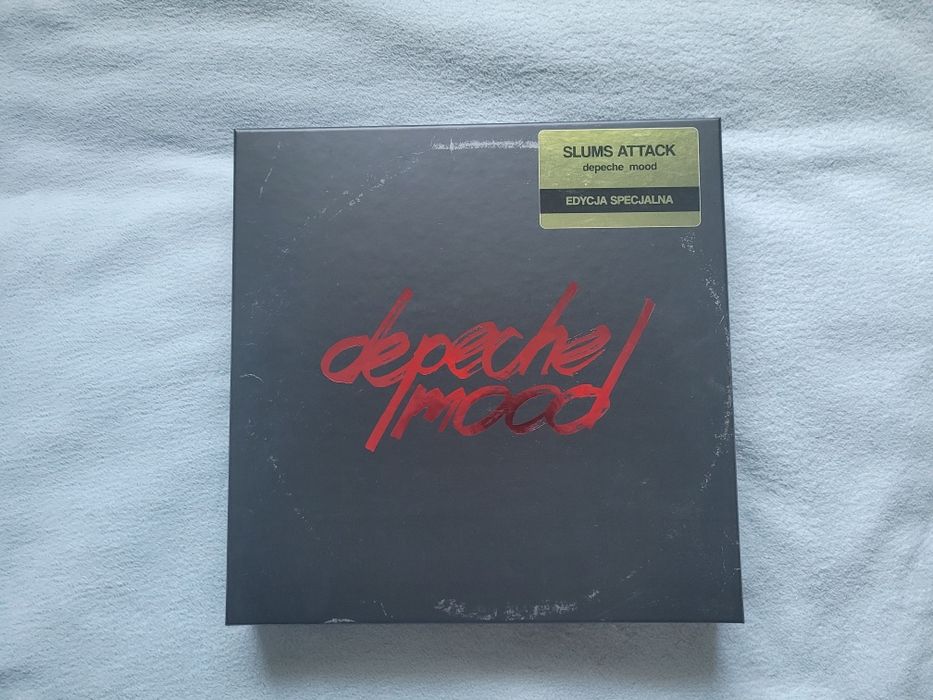 SLUMS ATTACK
depeche mood
EDYCJA SPECJALNA
depeche
mood